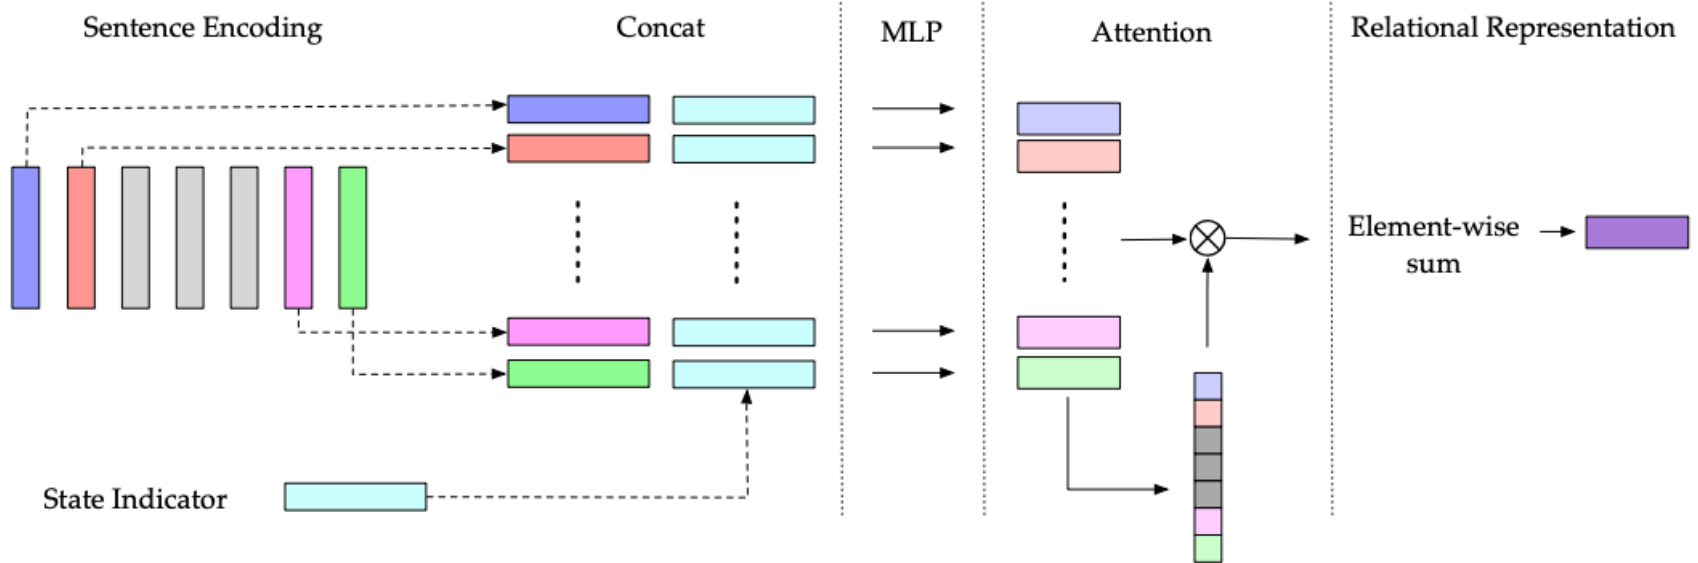 Sentence Encoding
Concat
MLP
Attention
Relational Representation
Element-wise
sum
State Indicator